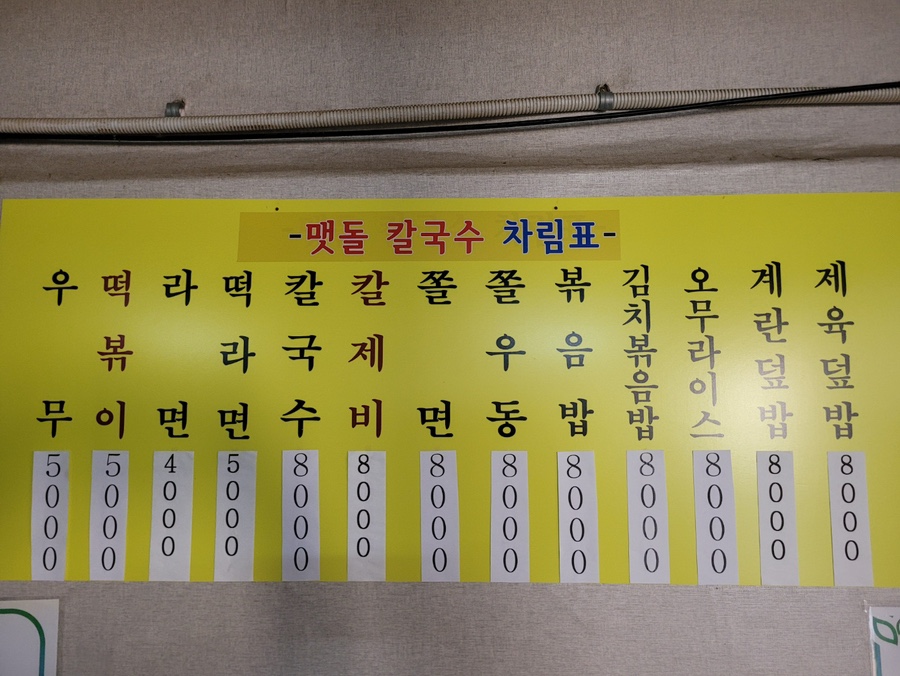 -맷돌 칼국수 차림표-
우무 5000
떡볶이 5000
라면 4000
떡라면 5000
칼국수 8000
칼제비 8000
쫄면 8000
쫄우동 8000
볶음밥 8000
김치볶음밥 8000
오무라이스 8000
계란덮밥 8000
제육덮밥 8000